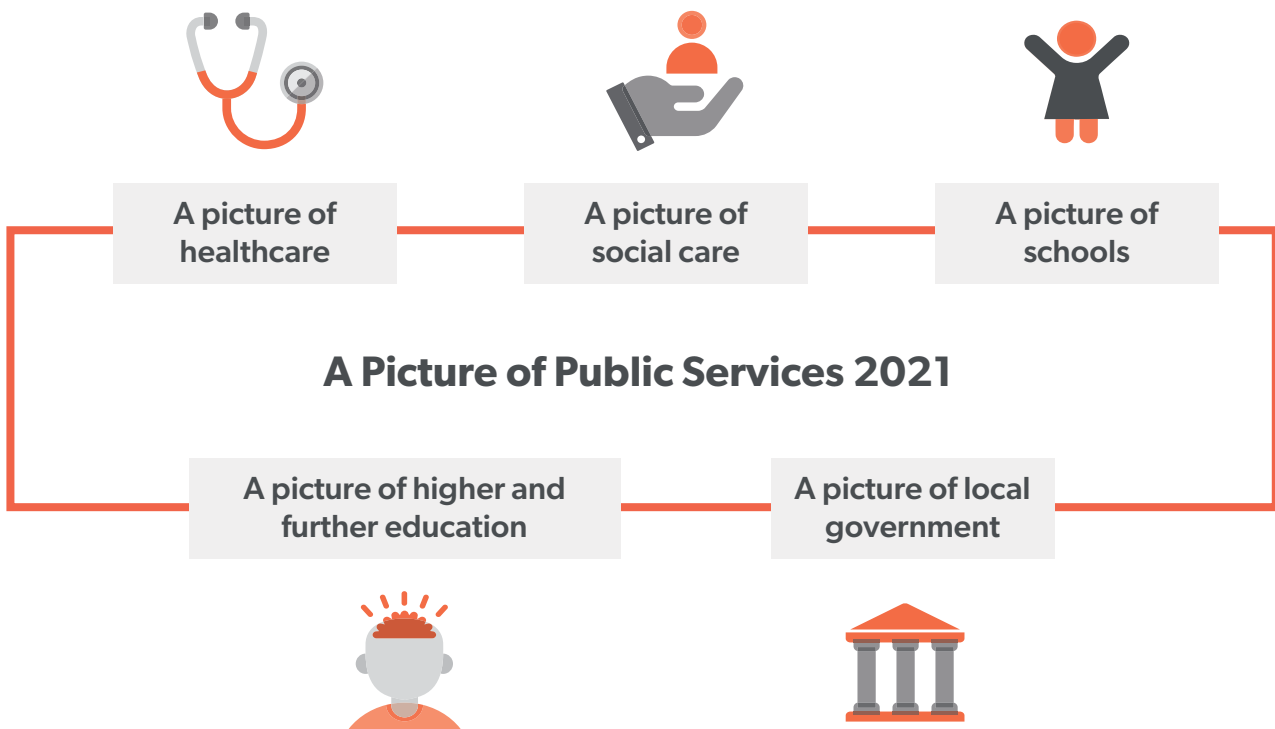 A picture of
healthcare
A picture of
social care
A picture of
schools
A Picture of Public Services 2021
A picture of higher and
further education
A picture of local
government